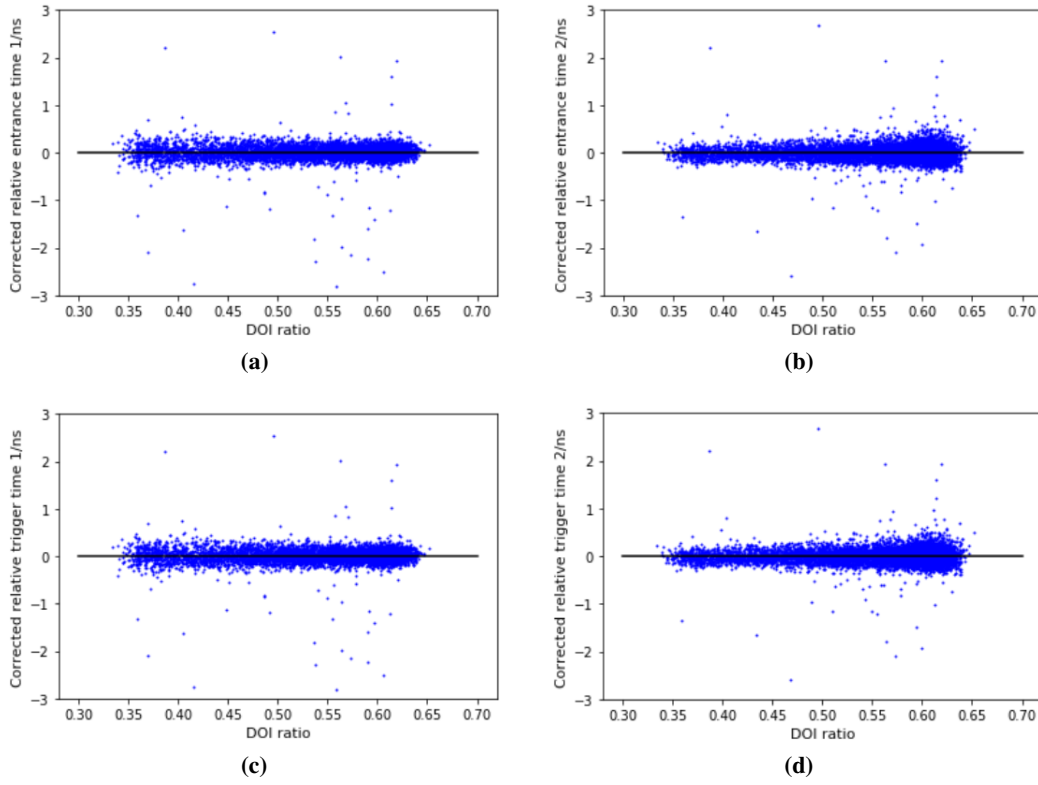 3
2
1
0
−1
−2
−3
Corrected relative entrance time 1/ns
0.30 0.35 0.40 0.45 0.50 0.55 0.60 0.65 0.70
DOI ratio
(a)
3
2
1
0
−1
−2
−3
Corrected relative entrance time 2/ns
0.30 0.35 0.40 0.45 0.50 0.55 0.60 0.65 0.70
DOI ratio
(b)
3
2
1
0
−1
−2
−3
Corrected relative trigger time 1/ns
0.30 0.35 0.40 0.45 0.50 0.55 0.60 0.65 0.70
DOI ratio
(c)
3
2
1
0
−1
−2
−3
Corrected relative trigger time 2/ns
0.30 0.35 0.40 0.45 0.50 0.55 0.60 0.65 0.70
DOI ratio
(d)